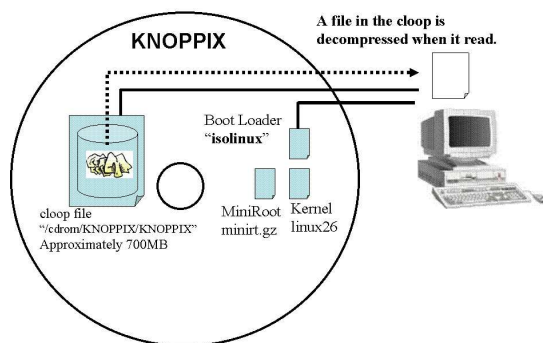 A file in the cloop is
decompressed when it read.
KNOPPIX
Boot Loader
“isolinux”
cloop file
“/cdrom/KNOPPIX/KNOPPIX”
Approximately 700MB
MiniRoot
minirt.gz
Kernel
linux26